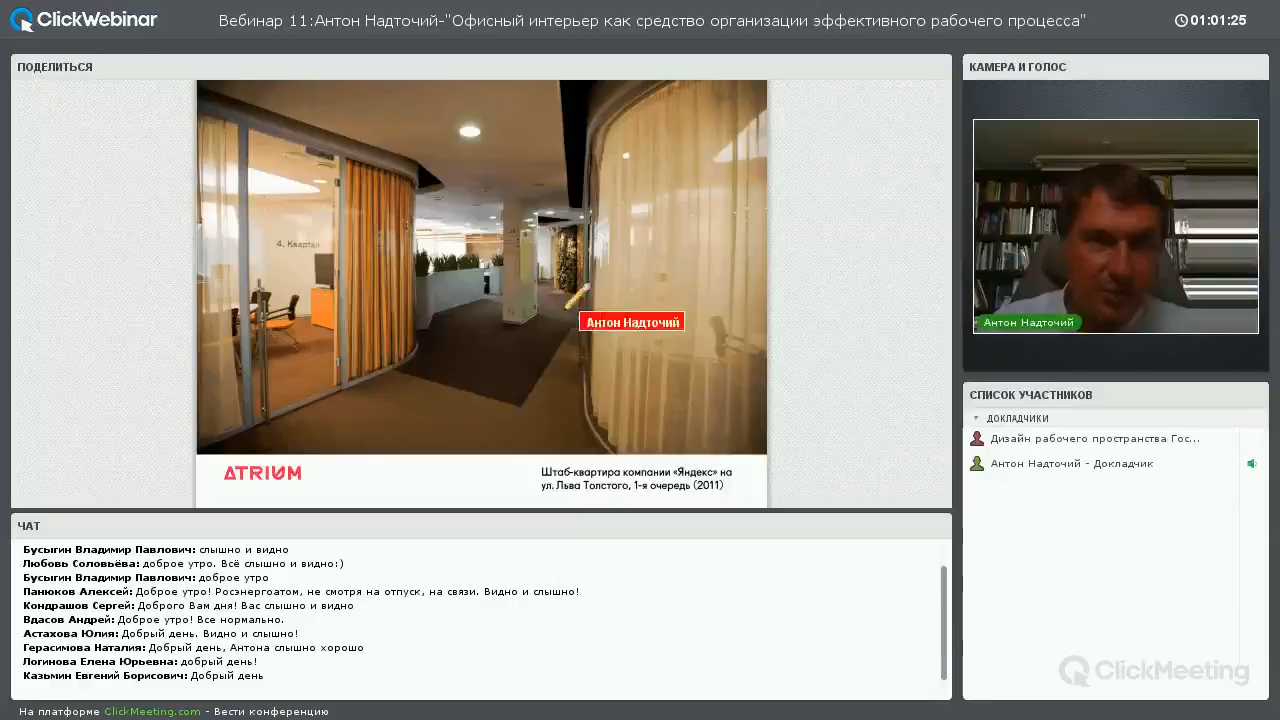 ClickWebinar
Вебинар 11:Антон Надточий-"Офисный интерьер как средство организации эффективного рабочего процесса"
01:01:25
ПОДЕЛИТЬСЯ
4. Квартал
Антон Надточий
ATRIUM
Штаб-квартира компании «Яндекс» на
ул. Льва Толстого, 1-я очередь (2011)
КАМЕРА И ГОЛОС
Антон Надточий
СПИСОК УЧАСТНИКОВ
ДОКЛАДЧИКИ
Дизайн рабочего пространства Гос...
Антон Надточий - Докладчик
ClickMeeting
ЧАТ
Бусыгин Владимир Павлович: слышно и видно
Любовь Соловьёва: доброе утро. Всё слышно и видно:)
Бусыгин Владимир Павлович: доброе утро
Панюков Алексей: Доброе утро! Росэнергоатом, не смотря на отпуск, на связи. Видно и слышно!
Кондрашов Сергей: Доброго Вам дня! Вас слышно и видно
Вдасов Андрей: Доброе утро! Все нормально.
Астахова Юлия: Добрый день. Видно и слышно!
Герасимова Наталия: Добрый день, Антона слышно хорошо
Логинова Елена Юрьевна: добрый день!
Казьмин Евгений Борисович: Добрый день
На платформе ClickMeeting.com - Вести конференцию